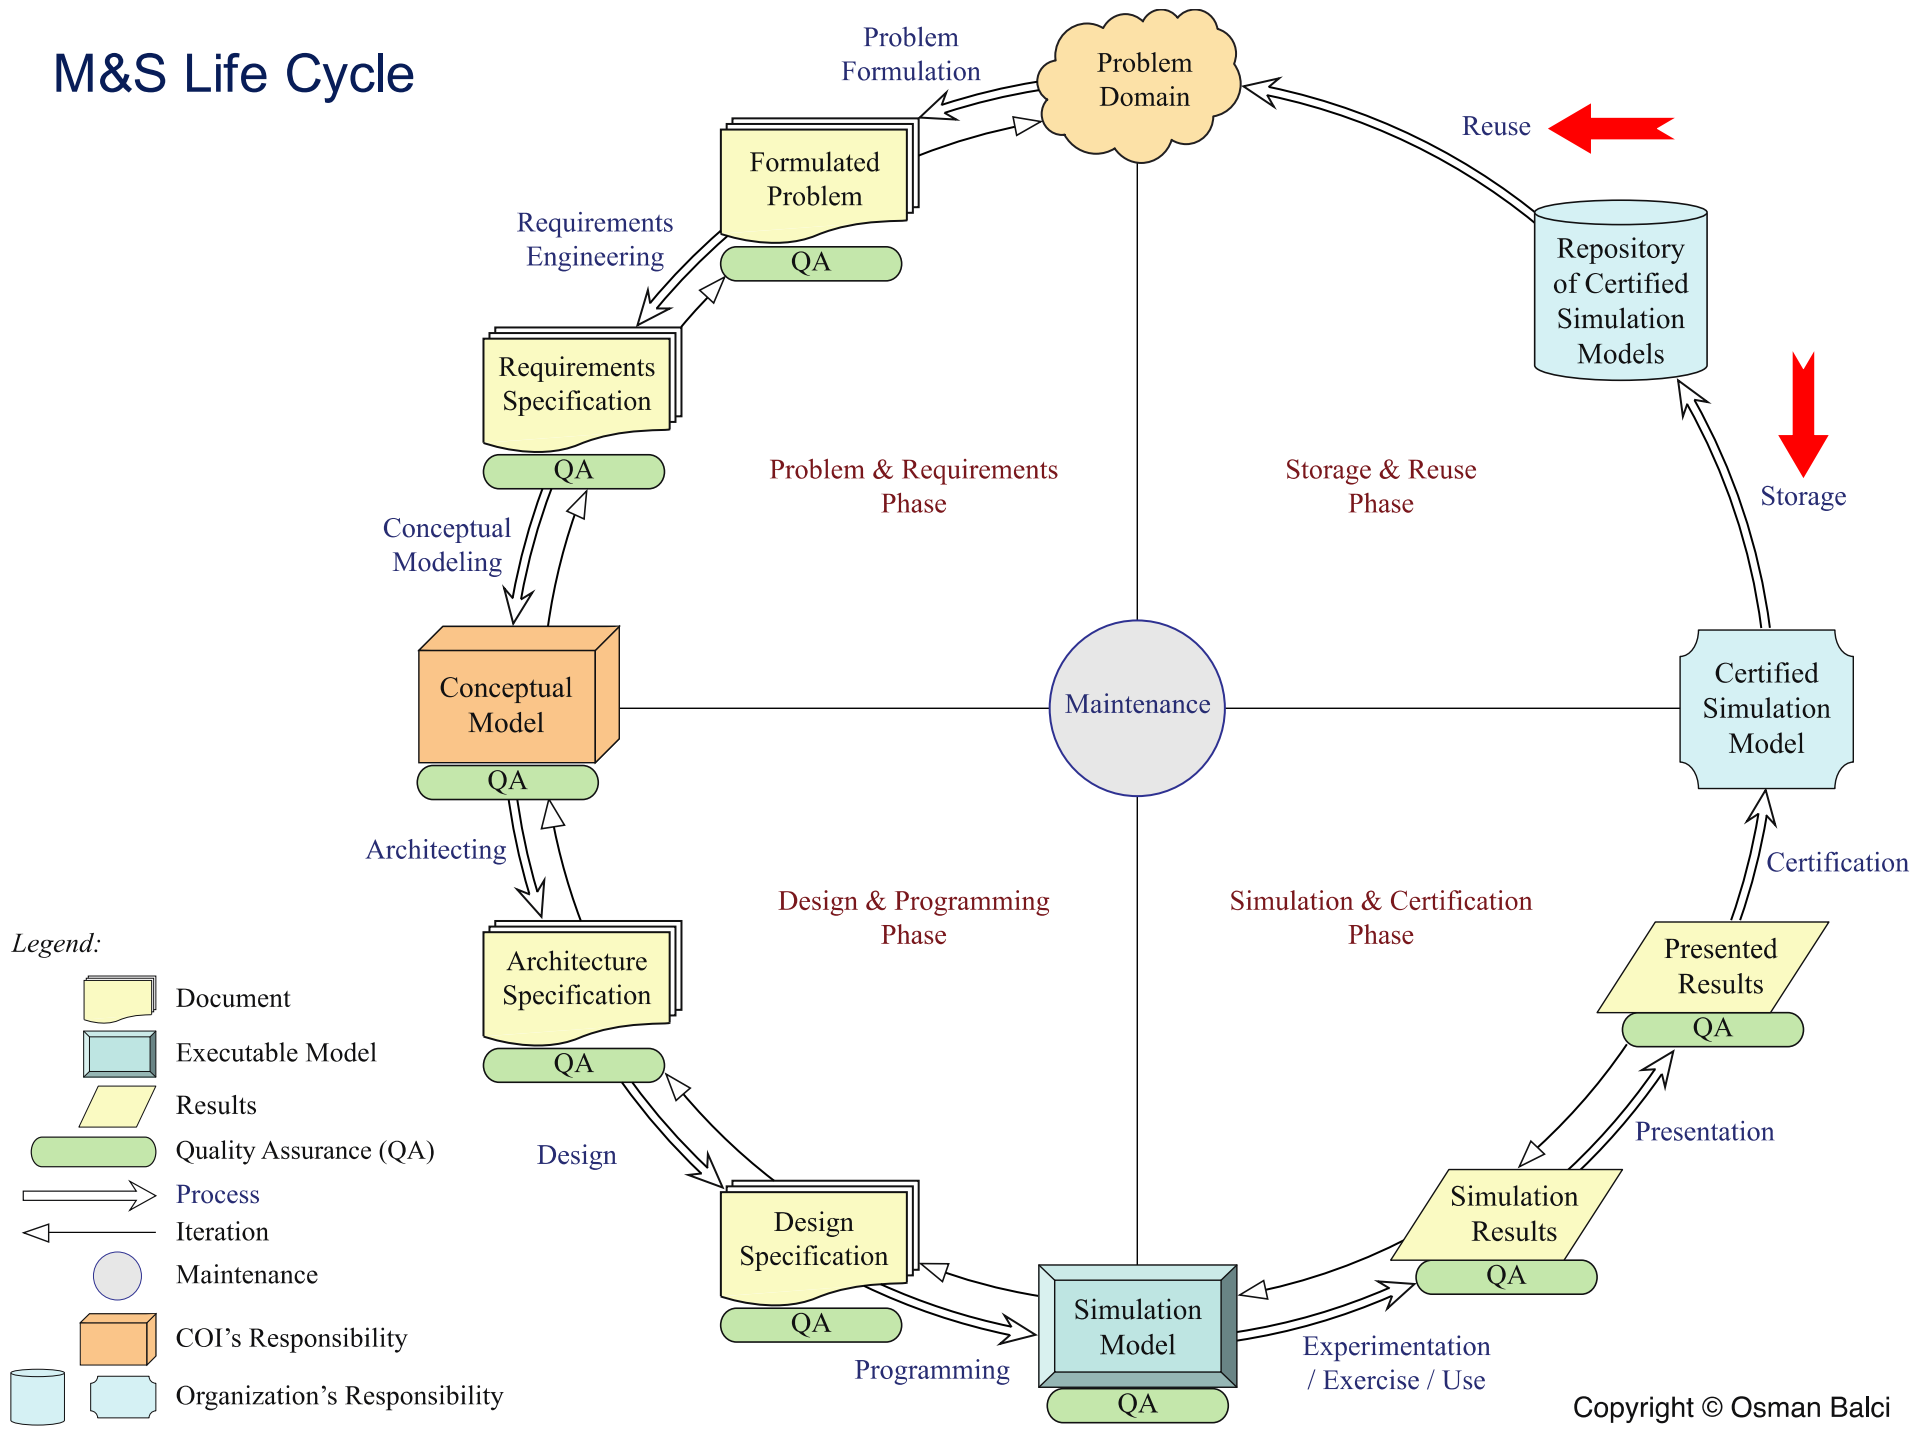 M&S Life Cycle
Problem
Formulation
Problem
Domain
Reuse
Formulated
Problem
QA
Requirements
Engineering
Repository
of Certified
Simulation
Models
Requirements
Specification
QA
Problem & Requirements
Phase
Storage & Reuse
Phase
Storage
Conceptual
Modeling
Conceptual
Model
QA
Maintenance
Certified
Simulation
Model
Architecting
Certification
Design & Programming
Phase
Simulation & Certification
Phase
Architecture
Specification
QA
Presented
Results
QA
Design
Presentation
Design
Specification
QA
Simulation
Results
QA
Programming
Simulation
Model
QA
Experimentation
/ Exercise / Use
Legend:
Document
Executable Model
Results
Quality Assurance (QA)
Process
Iteration
Maintenance
COI’s Responsibility
Organization’s Responsibility
Copyright © Osman Balci